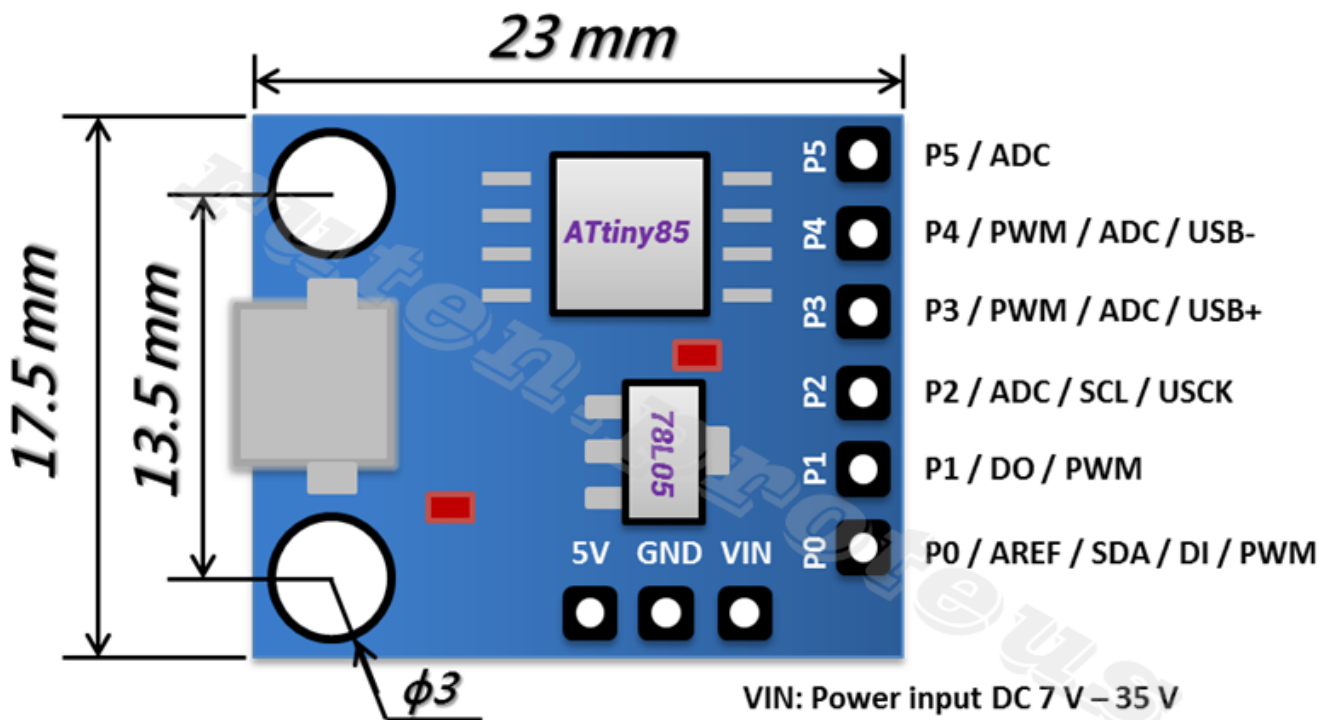 23 mm
17.5 mm
13.5 mm
ϕ3
ATtiny85
78L05
5V GND VIN
P5
P4
P3
P2
P1
P0
P5 / ADC
P4 / PWM / ADC / USB-
P3 / PWM / ADC / USB+
P2 / ADC / SCL / USCK
P1 / DO / PWM
P0 / AREF / SDA / DI / PWM
VIN: Power input DC 7 V – 35 V
ruten.proteus